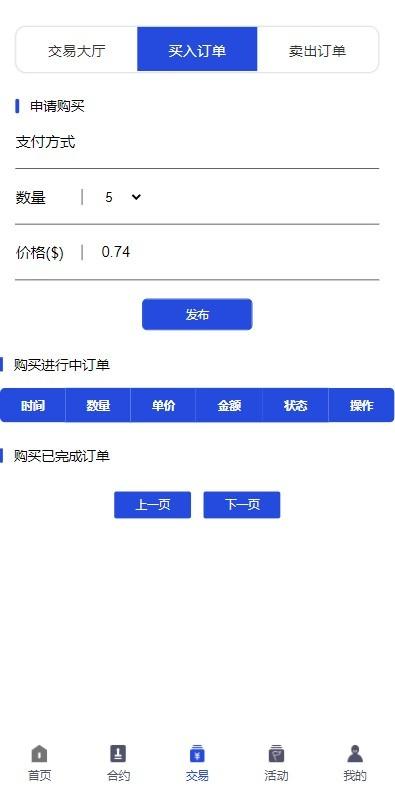 交易大厅 买入订单 卖出订单
申请购买
支付方式
数量 5
价格($) 0.74
发布
购买进行中订单
时间 数量 单价 金额 状态 操作
购买已完成订单
上一页 下一页
首页 合约 交易 活动 我的